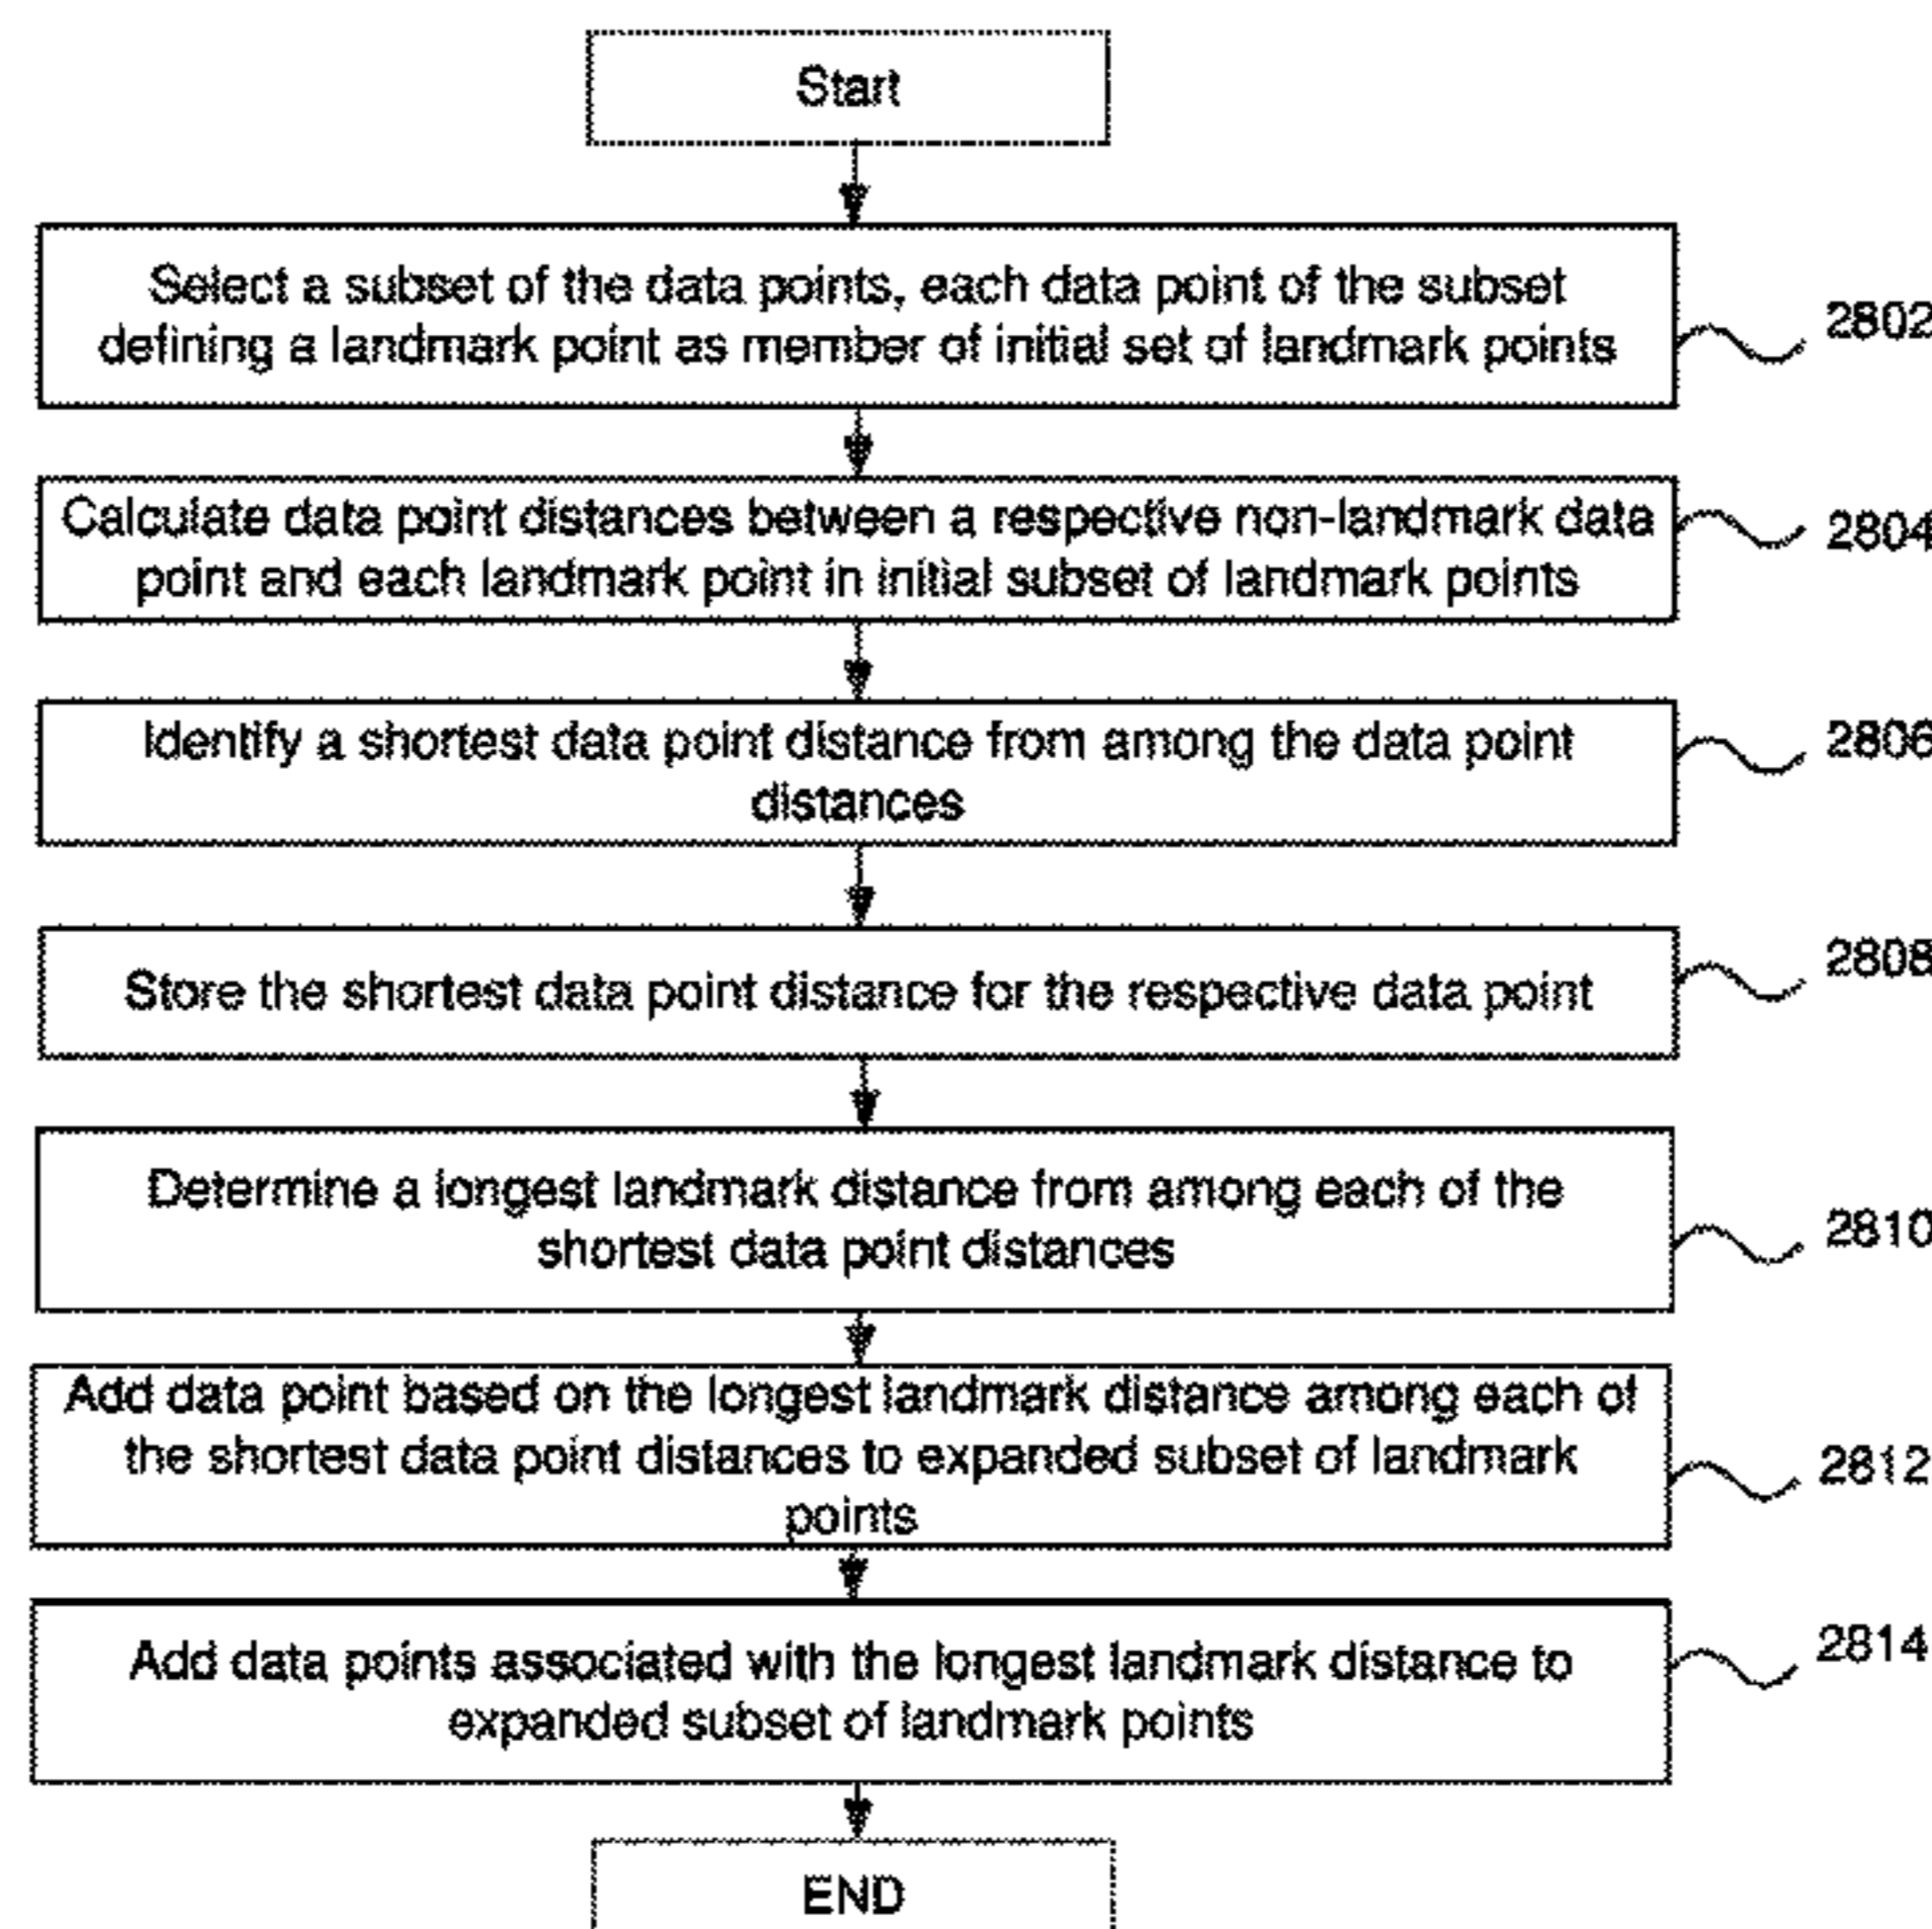 Start
Select a subset of the data points, each data point of the subset
defining a landmark point as member of initial set of landmark points
2802
Calculate data point distances between a respective non-landmark data
point and each landmark point in initial subset of landmark points
2804
Identify a shortest data point distance from among the data point
distances
2806
Store the shortest data point distance for the respective data point
2808
Determine a longest landmark distance from among each of the
shortest data point distances
2810
Add data point based on the longest landmark distance among each of
the shortest data point distances to expanded subset of landmark
points
2812
Add data points associated with the longest landmark distance to
expanded subset of landmark points
2814
END